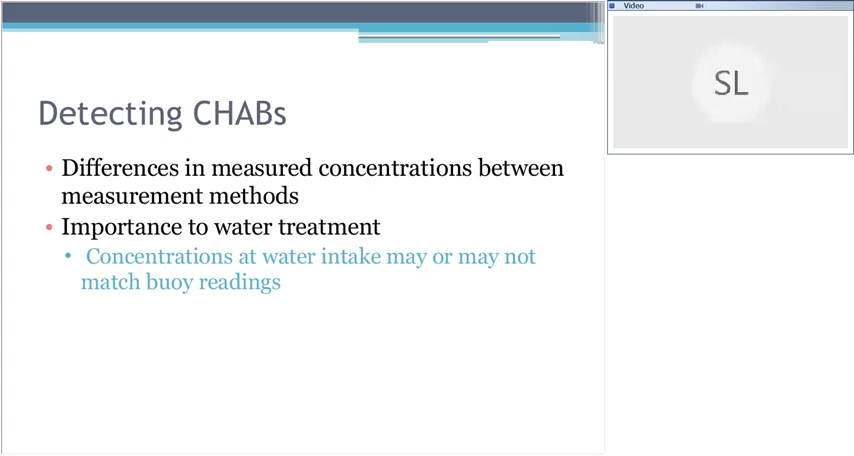 Video
SL
Detecting CHABs
• Differences in measured concentrations between
measurement methods
• Importance to water treatment
• Concentrations at water intake may or may not
match buoy readings